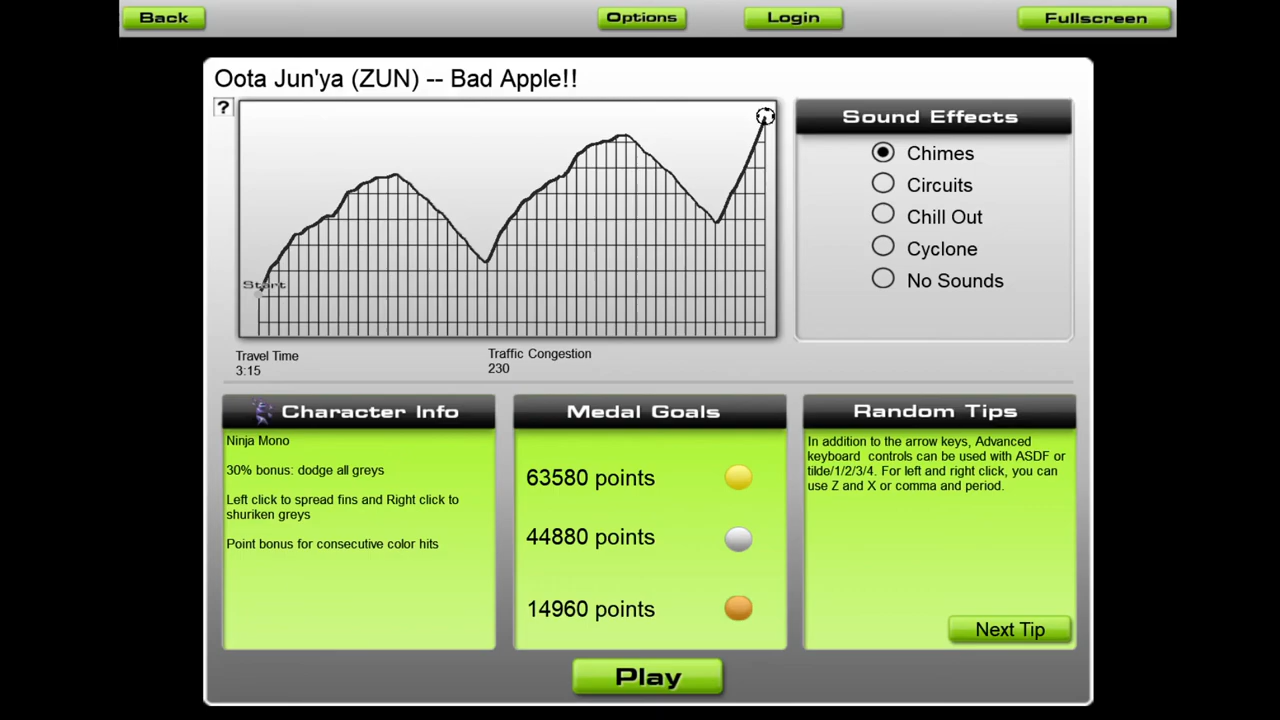 Back
Options
Login
Fullscreen
Oota Jun'ya (ZUN) -- Bad Apple!!
?
Start
Travel Time
3:15
Traffic Congestion
230
Sound Effects
Chimes
Circuits
Chill Out
Cyclone
No Sounds
Character Info
Ninja Mono
30% bonus: dodge all greys
Left click to spread fins and Right click to
shuriken greys
Point bonus for consecutive color hits
Medal Goals
63580 points
44880 points
14960 points
Random Tips
In addition to the arrow keys, Advanced
keyboard controls can be used with ASDF or
tilde/1/2/3/4. For left and right click, you can
use Z and X or comma and period.
Next Tip
Play